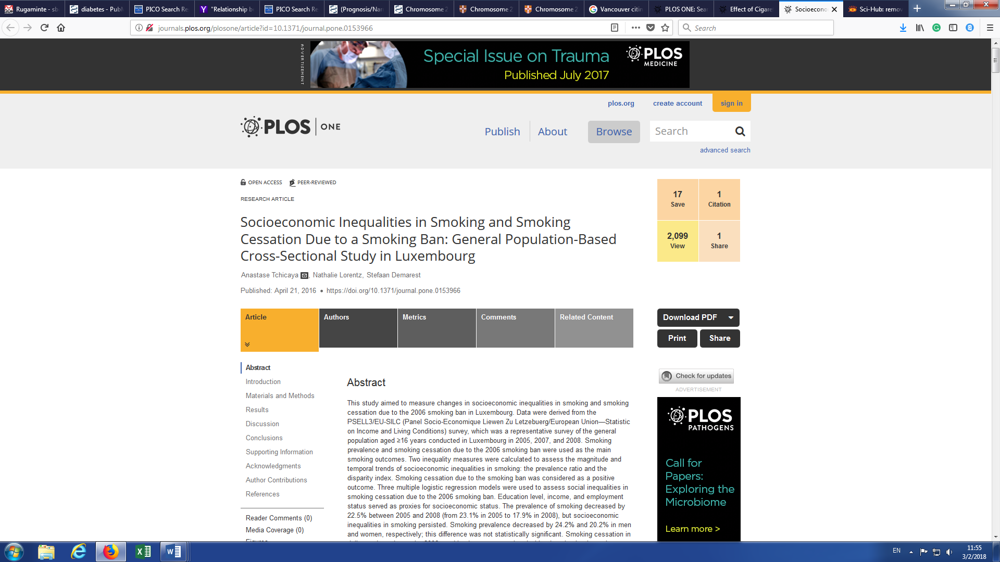 Rugaminte - sb
diabetes - PubM
PICO Search Re
"Relationship b
PICO Search Re
(Prognosis/Nar
Chromosome 2
Chromosome 2
Chromosome 2
Vancouver citin
PLOS ONE: Sear
Effect of Cigare
Socioecono
Sci-Hub: remov
journals.plos.org/plosone/article?id=10.1371/journal.pone.0153966
Search
ADVERTISEMENT
Special Issue on Trauma
Published July 2017
PLOS
MEDICINE
plos.org
create account
sign in
PLOS ONE
Publish
About
Browse
Search
advanced search
OPEN ACCESS
PEER-REVIEWED
RESEARCH ARTICLE
Socioeconomic Inequalities in Smoking and Smoking
Cessation Due to a Smoking Ban: General Population-Based
Cross-Sectional Study in Luxembourg
Anastase Tchicaya , Nathalie Lorentz, Stefaan Demarest
Published: April 21, 2016 • https://doi.org/10.1371/journal.pone.0153966
17
Save
1
Citation
2,099
View
1
Share
Article
Authors
Metrics
Comments
Related Content
Download PDF
Print
Share
Check for updates
ADVERTISEMENT
Abstract
Introduction
Materials and Methods
Results
Discussion
Conclusions
Supporting Information
Acknowledgments
Author Contributions
References
Reader Comments (0)
Media Coverage (0)
Abstract
This study aimed to measure changes in socioeconomic inequalities in smoking and smoking
cessation due to the 2006 smoking ban in Luxembourg. Data were derived from the
PSELL3/EU-SILC (Panel Socio-Economique Liewen Zu Letzebuerg/European Union—Statistic
on Income and Living Conditions) survey, which was a representative survey of the general
population aged ≥16 years conducted in Luxembourg in 2005, 2007, and 2008. Smoking
prevalence and smoking cessation due to the 2006 smoking ban were used as the main
smoking outcomes. Two inequality measures were calculated to assess the magnitude and
temporal trends of socioeconomic inequalities in smoking: the prevalence ratio and the
disparity index. Smoking cessation due to the smoking ban was considered as a positive
outcome. Three multiple logistic regression models were used to assess social inequalities in
smoking cessation due to the 2006 smoking ban. Education level, income, and employment
status served as proxies for socioeconomic status. The prevalence of smoking decreased by
22.5% between 2005 and 2008 (from 23.1% in 2005 to 17.9% in 2008), but socioeconomic
inequalities in smoking persisted. Smoking prevalence decreased by 24.2% and 20.2% in men
and women, respectively; this difference was not statistically significant. Smoking cessation in
PLOS
PATHOGENS
Call for
Papers:
Exploring the
Microbiome
Learn more >
EN
11:55
3/2/2018